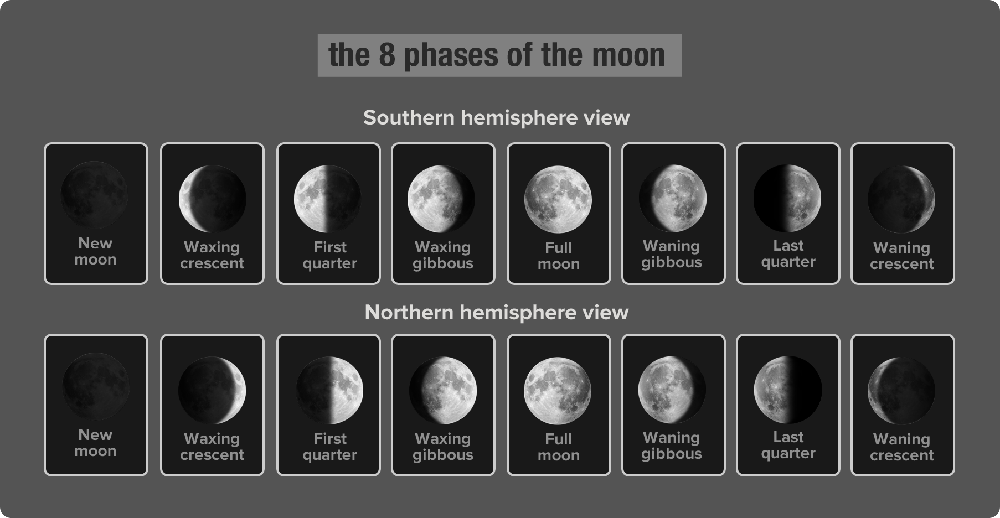 the 8 phases of the moon
Southern hemisphere view
New
moon
Waxing
crescent
First
quarter
Waxing
gibbous
Full
moon
Waning
gibbous
Last
quarter
Waning
crescent
Northern hemisphere view
New
moon
Waxing
crescent
First
quarter
Waxing
gibbous
Full
moon
Waning
gibbous
Last
quarter
Waning
crescent